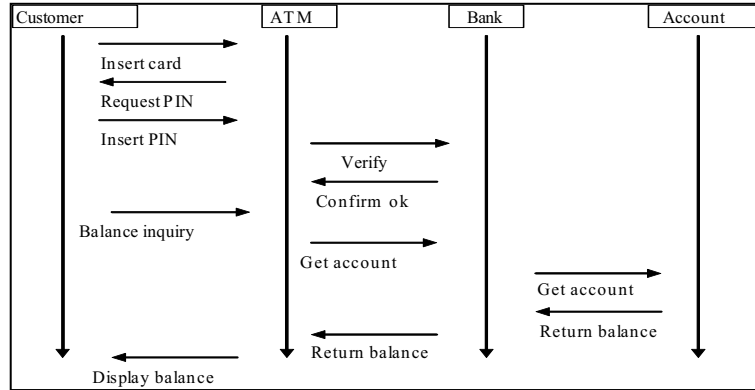 Customer
ATM
Bank
Account
Insert card
Request PIN
Insert PIN
Verify
Confirm ok
Balance inquiry
Get account
Get account
Return balance
Return balance
Display balance